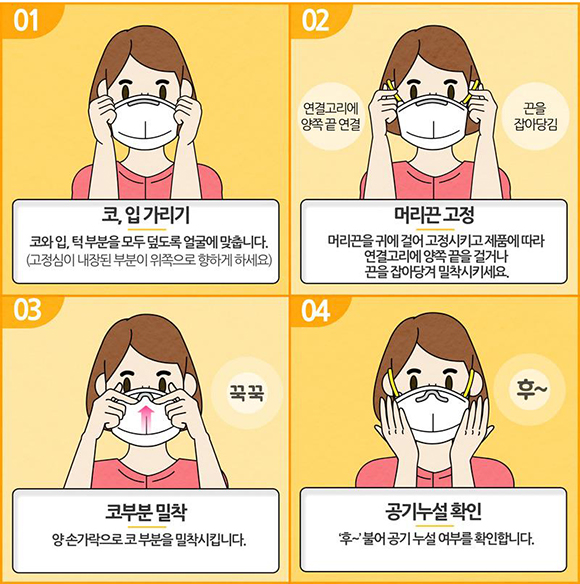 01
코, 입 가리기
코와 입, 턱 부분을 모두 덮도록 얼굴에 맞춥니다.
(고정심이 내장된 부분이 위쪽으로 향하게 하세요)
02
연결고리에
양쪽 끝 연결
끈을
잡아당김
머리끈 고정
머리끈을 귀에 걸어 고정시키고 제품에 따라
연결고리에 양쪽 끝을 걸거나
끈을 잡아당겨 밀착시키세요.
03
꾹꾹
코부분 밀착
양 손가락으로 코 부분을 밀착시킵니다.
04
후~
공기누설 확인
‘후~’ 불어 공기 누설 여부를 확인합니다.